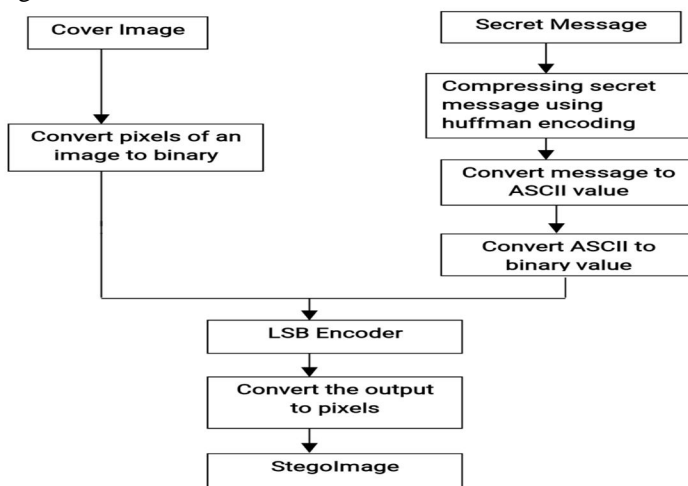 Cover Image
Convert pixels of an
image to binary
Secret Message
Compressing secret
message using
huffman encoding
Convert message to
ASCII value
Convert ASCII to
binary value
LSB Encoder
Convert the output
to pixels
StegoImage